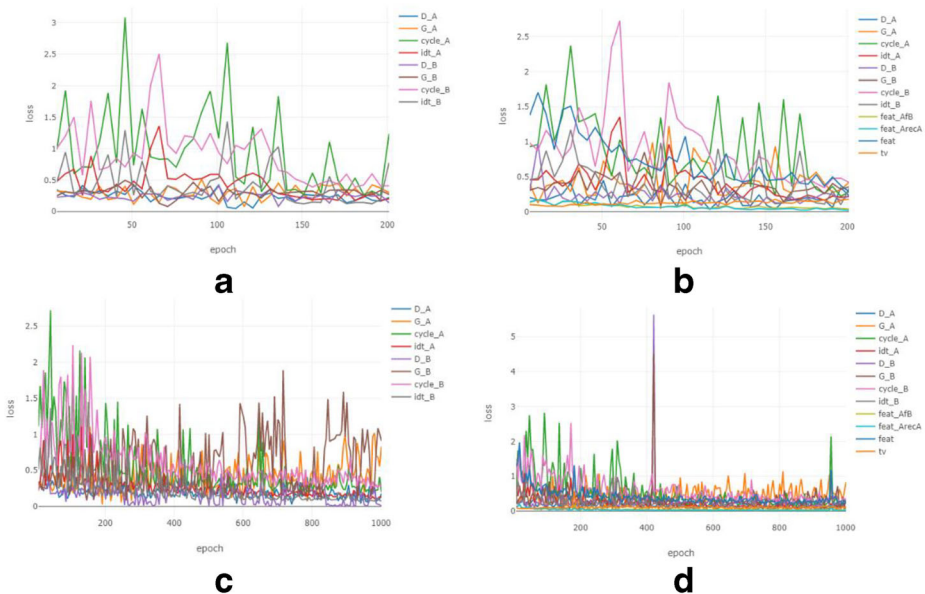 D_A
G_A
cycle_A
idt_A
D_B
G_B
cycle_B
idt_B
3
2.5
2
1.5
1
0.5
0
loss
50
100
150
200
epoch
a
D_A
G_A
cycle_A
idt_A
D_B
G_B
cycle_B
idt_B
feat_AfB
feat_ArecA
feat
tv
2.5
2
1.5
1
0.5
0
loss
50
100
150
200
epoch
b
D_A
G_A
cycle_A
idt_A
D_B
G_B
cycle_B
idt_B
2.5
2
1.5
1
0.5
0
loss
200
400
600
800
1000
epoch
c
D_A
G_A
cycle_A
idt_A
D_B
G_B
cycle_B
idt_B
feat_AfB
feat_ArecA
feat
tv
5
4
3
2
1
0
loss
200
400
600
800
1000
epoch
d